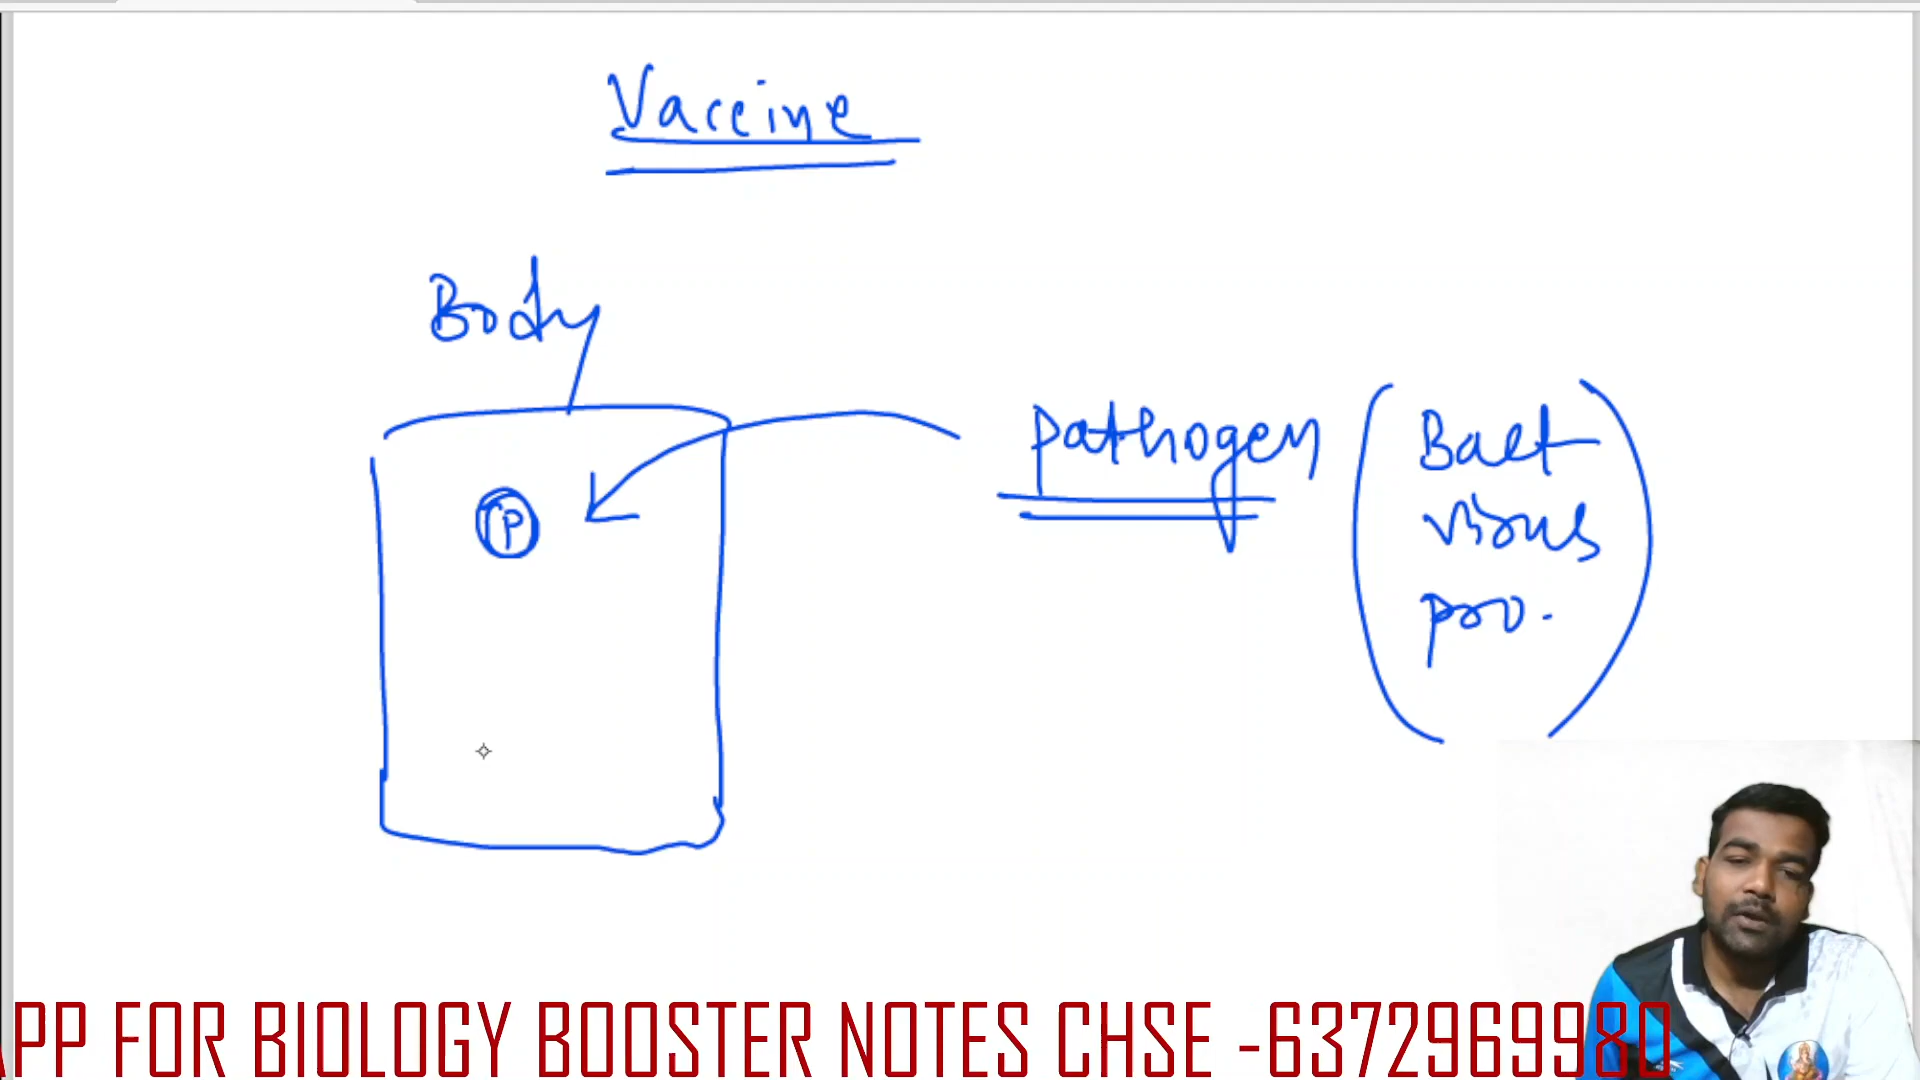 Vaccine
Body
P
pathogen
Bact
virus
pro.
PP FOR BIOLOGY BOOSTER NOTES CHSE -6372969980